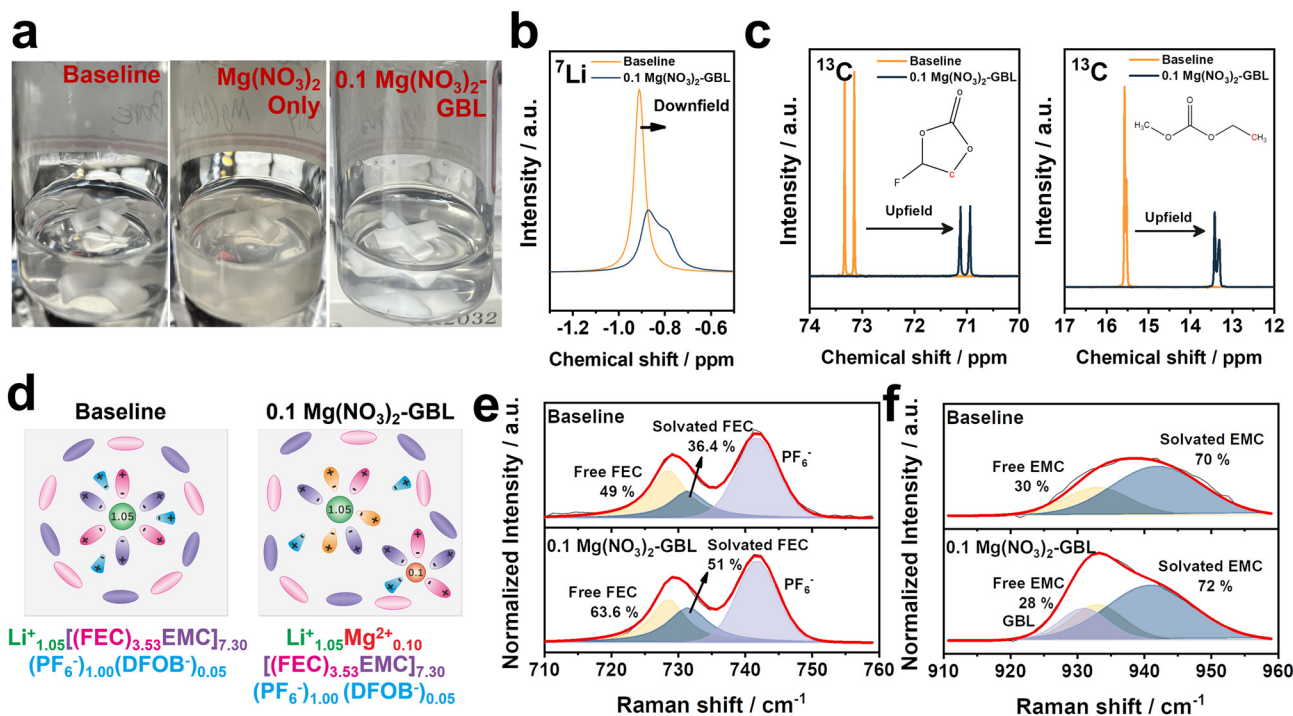 a
Baseline
Mg(NO3)2
Only
0.1 Mg(NO3)2-
GBL
2032
b
7Li
Baseline
0.1 Mg(NO3)2-GBL
Downfield
Intensity / a.u.
-1.2 -1.0 -0.8 -0.6
Chemical shift / ppm
c
13C
Baseline
0.1 Mg(NO3)2-GBL
O
O
O
F
C
Upfield
Intensity / a.u.
74 73 72 71 70
Chemical shift / ppm
13C
Baseline
0.1 Mg(NO3)2-GBL
O
H3C
O
O
CH3
Upfield
Intensity / a.u.
17 16 15 14 13 12
Chemical shift / ppm
d
Baseline
1.05
Li+1.05[(FEC)3.53EMC]7.30
(PF6-)1.00(DFOB-)0.05
0.1 Mg(NO3)2-GBL
1.05
0.1
Li+1.05Mg2+0.10
[(FEC)3.53EMC]7.30
(PF6-)1.00 (DFOB-)0.05
e
Baseline
Solvated FEC
36.4 %
Free FEC
49 %
PF6-
0.1 Mg(NO3)2-GBL
Solvated FEC
51 %
Free FEC
63.6 %
PF6-
Normalized Intensity / a.u.
710 720 730 740 750 760
Raman shift / cm-1
f
Baseline
Solvated EMC
70 %
Free EMC
30 %
920 930 940 950 960
0.1 Mg(NO3)2-GBL
Solvated EMC
72 %
Free EMC
28 %
GBL
Normalized Intensity / a.u.
910 920 930 940 950 960
Raman shift / cm-1